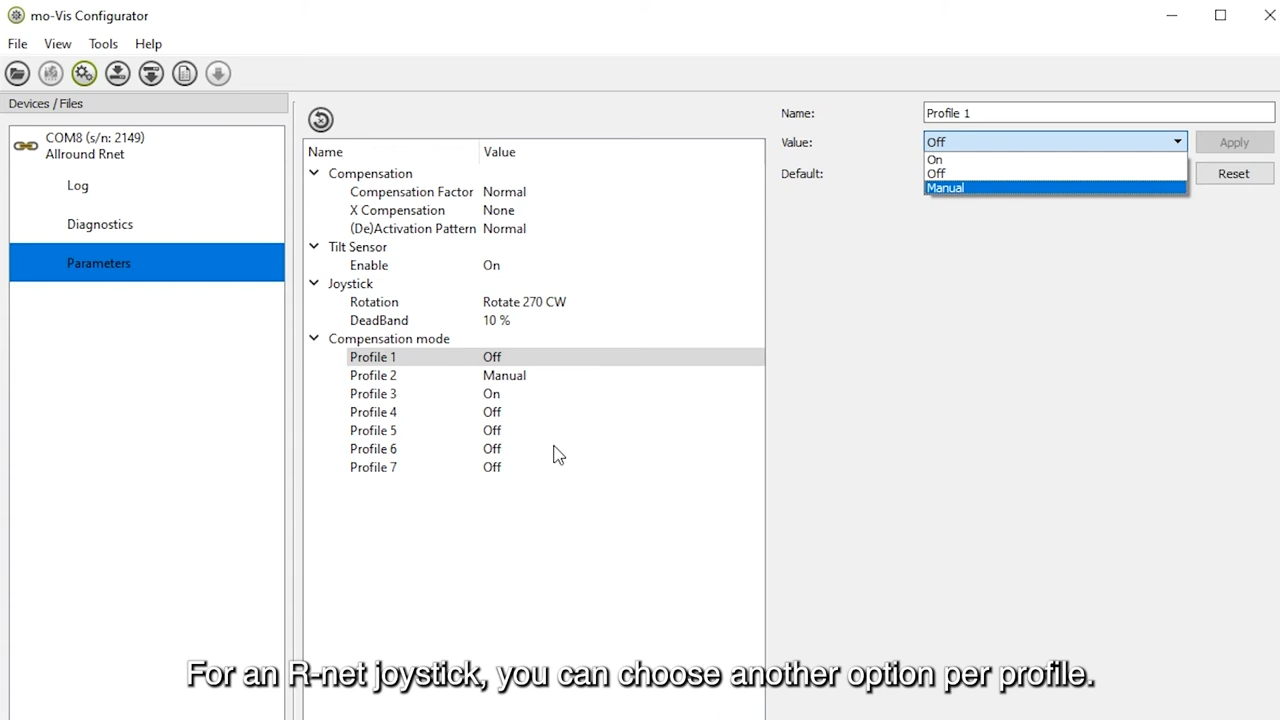 mo-Vis Configurator
File View Tools Help
Devices / Files
COM8 (s/n: 2149)
Allround Rnet
Log
Diagnostics
Parameters
Name Value
Compensation
Compensation Factor Normal
X Compensation None
(De)Activation Pattern Normal
Tilt Sensor
Enable On
Joystick
Rotation Rotate 270 CW
DeadBand 10 %
Compensation mode
Profile 1 Off
Profile 2 Manual
Profile 3 On
Profile 4 Off
Profile 5 Off
Profile 6 Off
Profile 7 Off
Name: Profile 1
Value: Off Apply
On
Off
Manual
Default: Reset
For an R-net joystick, you can choose another option per profile.